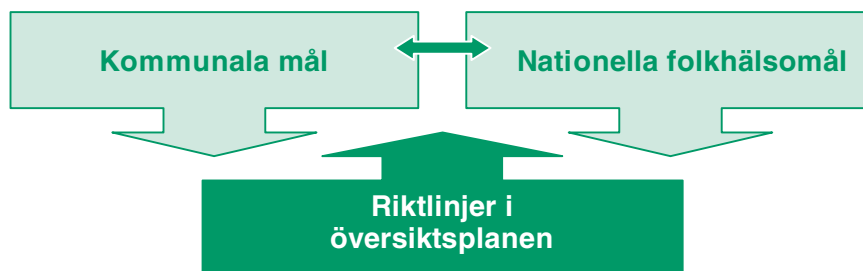 Kommunala mål
Nationella folkhälsomål
Riktlinjer i
översiktsplanen